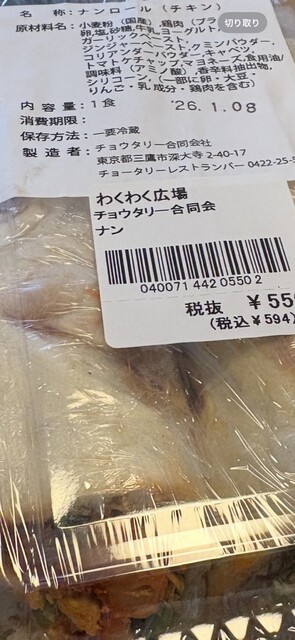 名 称:ナンロール(チキン)
切り取り
原材料名:小麦粉(国産),鶏肉(ブラ
卵,塩,砂糖,牛乳,ヨーグルト,
ガーリックペースト,
ジンジャーペースト,クミンパウダー,
コリアンダーパウダー,キャベツ,
トマトケチャップ,マヨネーズ,食用油/
調味料(アミノ酸),香辛料抽出物,
シリコーン,(一部に卵・大豆,
りんご・乳成分・鶏肉を含む)
内 容 量:1食
消費期限:
'26.1.08
保存方法:要冷蔵
製 造 者:チョウタリー合同会社
東京都三鷹市深大寺2-40-17
チョータリーレストランバー 0422-25-5
わくわく広場
チョウタリー合同会
ナン
040071 442 0550 2
税抜 ¥55
(税込¥594)